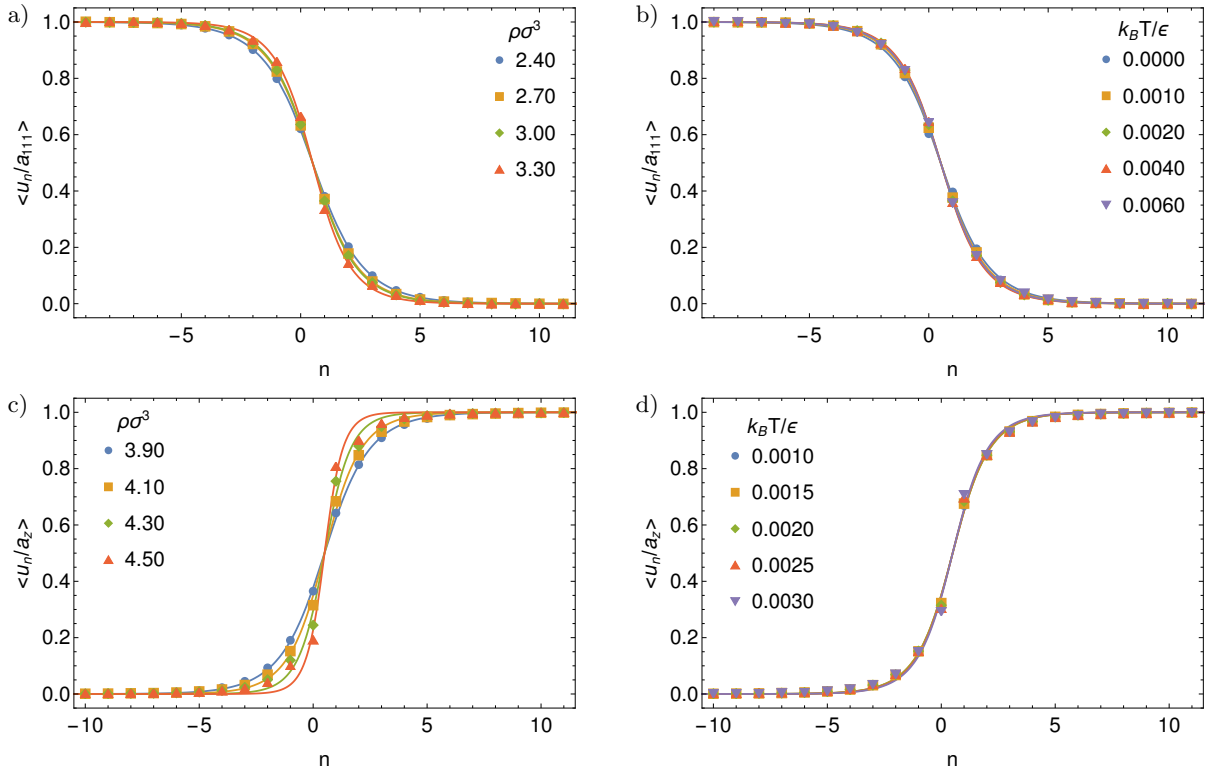 a)
1.0
0.8
0.6
0.4
0.2
0.0
<u_n/a_111>
ρσ³
2.40
2.70
3.00
3.30
−5 0 5 10
n
b)
1.0
0.8
0.6
0.4
0.2
0.0
<u_n/a_111>
k_BT/ϵ
0.0000
0.0010
0.0020
0.0040
0.0060
−5 0 5 10
n
c)
1.0
0.8
0.6
0.4
0.2
0.0
<u_n/a_z>
ρσ³
3.90
4.10
4.30
4.50
−10 −5 0 5 10
n
d)
1.0
0.8
0.6
0.4
0.2
0.0
<u_n/a_z>
k_BT/ϵ
0.0010
0.0015
0.0020
0.0025
0.0030
−10 −5 0 5 10
n